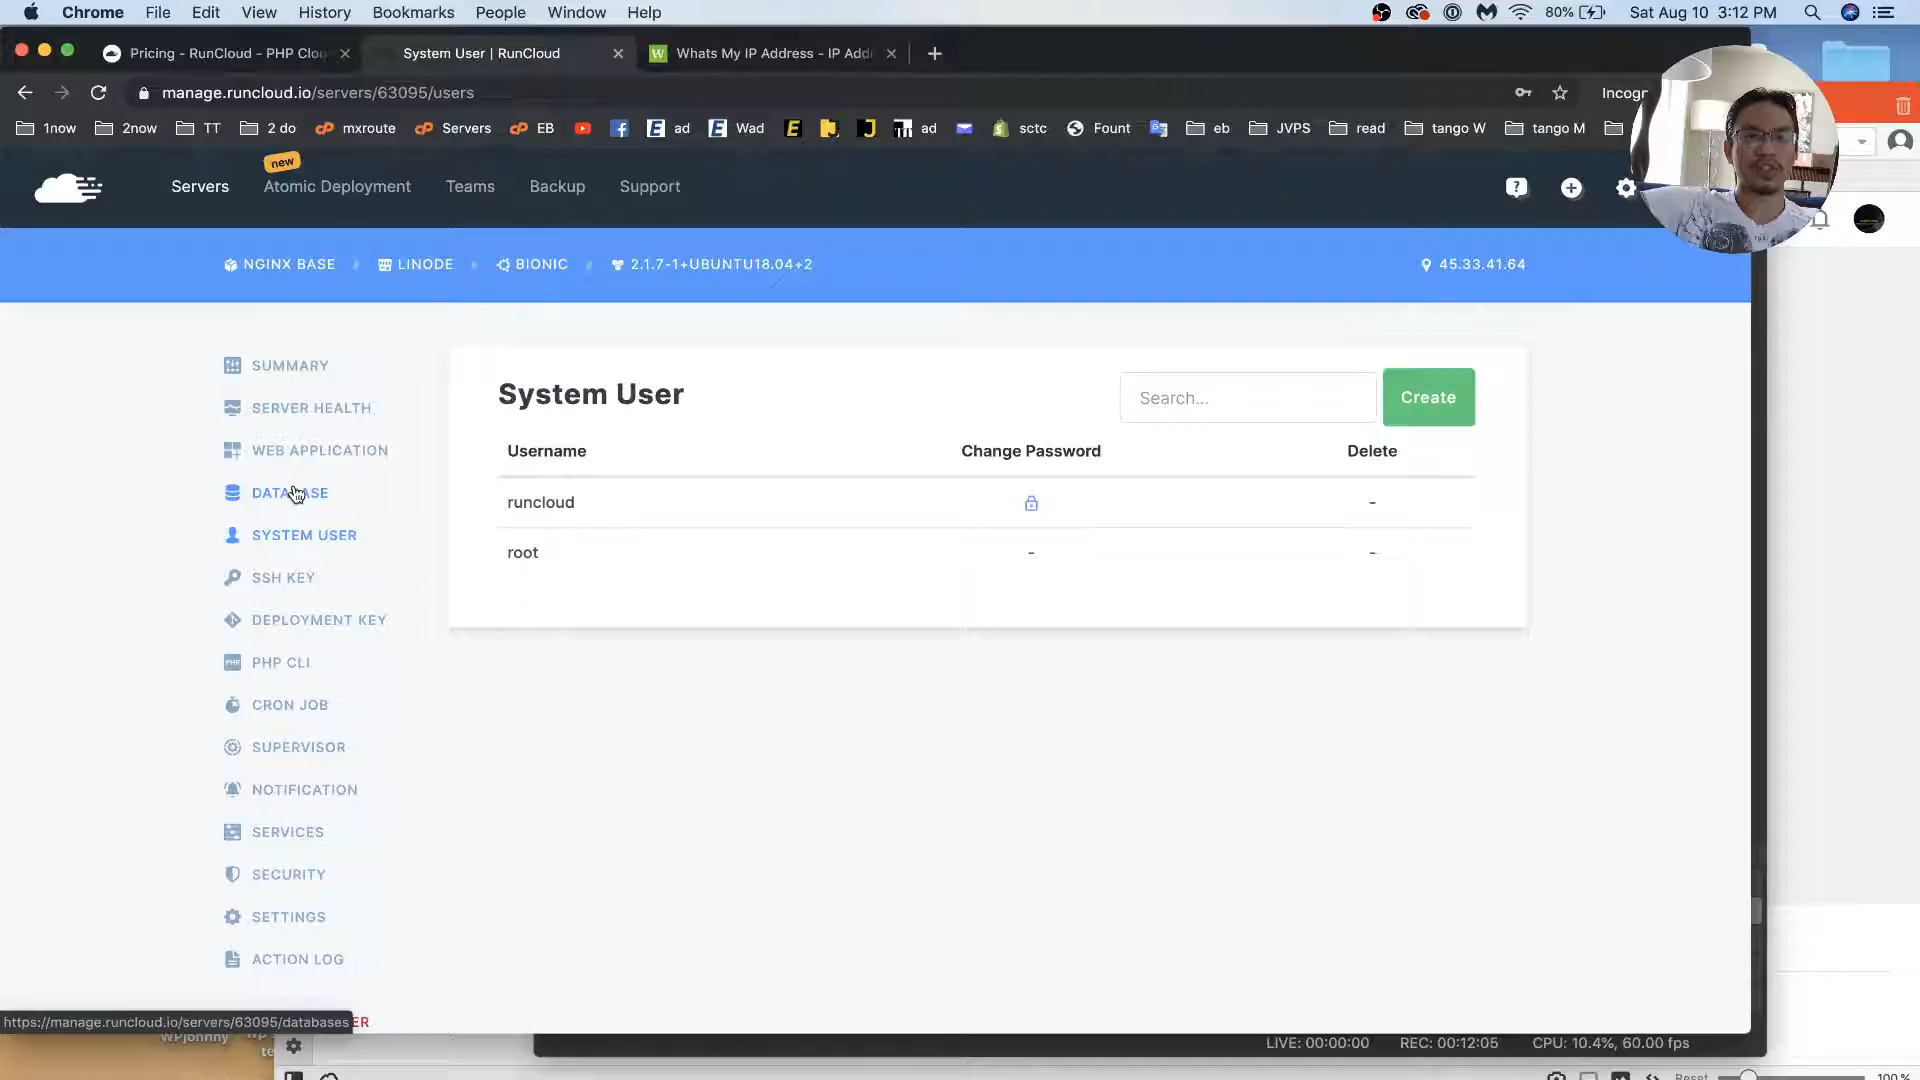 Chrome File Edit View History Bookmarks People Window Help 80% Sat Aug 10 3:12 PM
Pricing - RunCloud - PHP Clou System User | RunCloud Whats My IP Address - IP Add
manage.runcloud.io/servers/63095/users Incogn
1now 2now TT 2 do mxroute Servers EB ad Wad ad sctc Fount eb JVPS read tango W tango M
new
Servers Atomic Deployment Teams Backup Support
NGINX BASE LINODE BIONIC 2.1.7-1+UBUNTU18.04+2 45.33.41.64
SUMMARY
SERVER HEALTH
WEB APPLICATION
DATABASE
SYSTEM USER
SSH KEY
DEPLOYMENT KEY
PHP CLI
CRON JOB
SUPERVISOR
NOTIFICATION
SERVICES
SECURITY
SETTINGS
ACTION LOG
System User Search... Create
Username Change Password Delete
runcloud -
root - -
https://manage.runcloud.io/servers/63095/databases ER
WPjohnny
te
LIVE: 00:00:00 REC: 00:12:05 CPU: 10.4%, 60.00 fps
Reset 100%